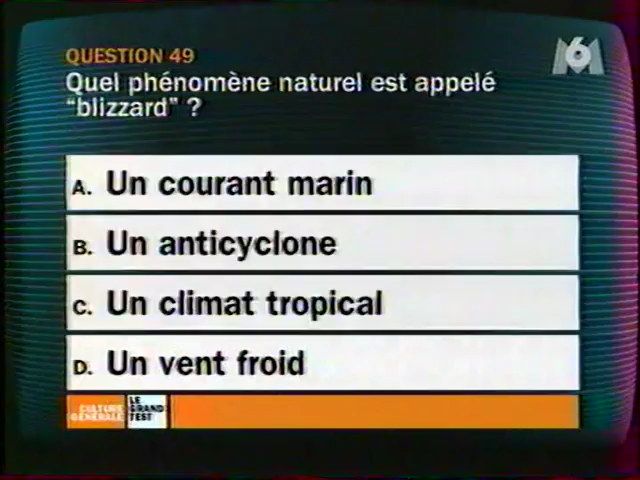 QUESTION 49
M6
Quel phénomène naturel est appelé
"blizzard" ?
A. Un courant marin
B. Un anticyclone
C. Un climat tropical
D. Un vent froid
CULTURE
GÉNÉRALE
LE
GRAND
TEST